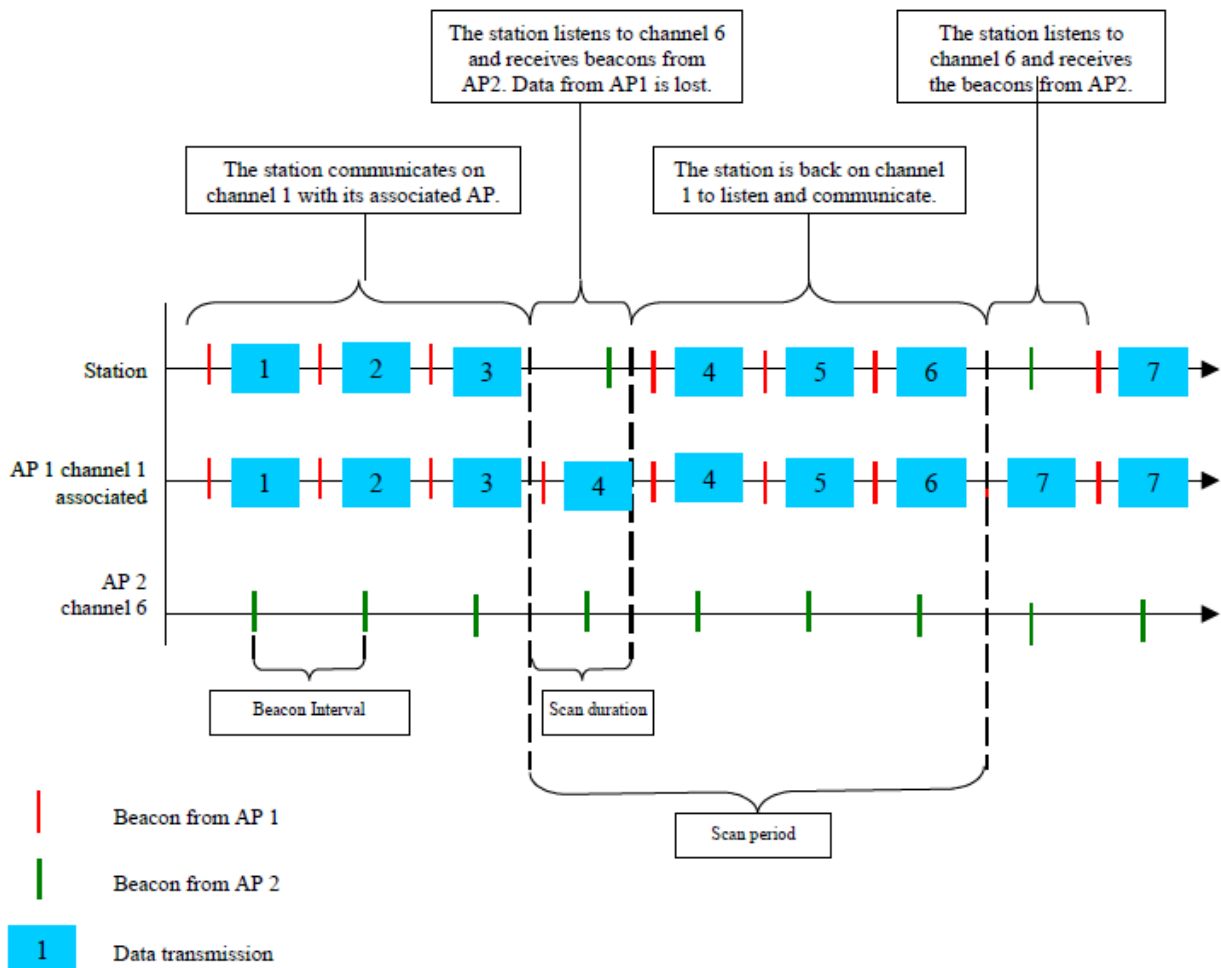 The station listens to channel 6
and receives beacons from
AP2. Data from AP1 is lost.
The station listens to
channel 6 and receives
the beacons from AP2.
The station communicates on
channel 1 with its associated AP.
The station is back on channel
1 to listen and communicate.
Station
1
2
3
4
5
6
7
AP 1 channel 1
associated
1
2
3
4
4
5
6
7
7
AP 2
channel 6
Beacon Interval
Scan duration
Scan period
Beacon from AP 1
Beacon from AP 2
1
Data transmission